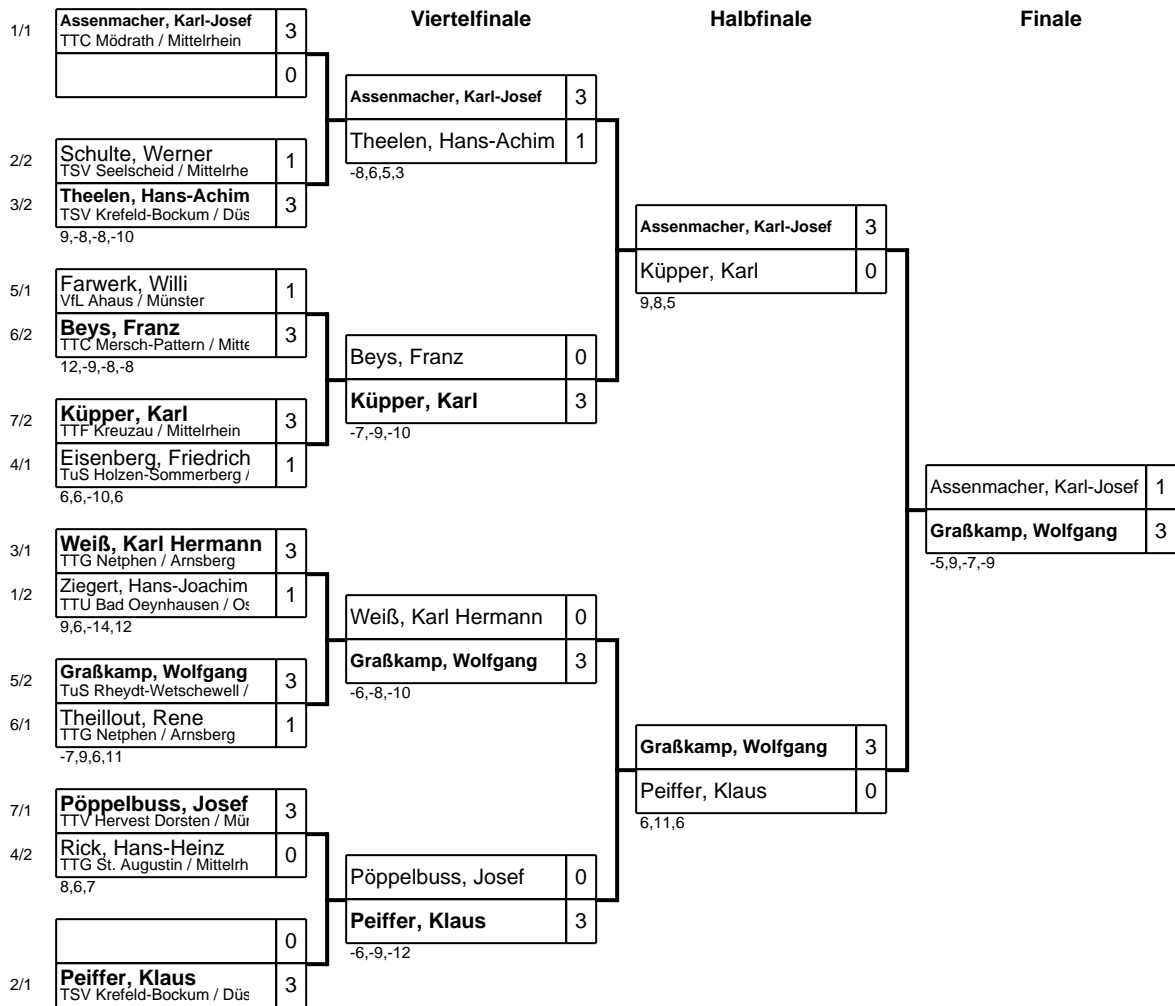 Viertelfinale Halbfinale Finale
1/1 Assenmacher, Karl-Josef 3
TTC Mödrath / Mittelrhein
0
2/2 Schulte, Werner 1
TSV Seelscheid / Mittelrhe
3/2 Theelen, Hans-Achim 3
TSV Krefeld-Bockum / Düs
9,-8,-8,-10
5/1 Farwerk, Willi 1
VfL Ahaus / Münster
6/2 Beys, Franz 3
TTC Mersch-Pattern / Mitte
12,-9,-8,-8
7/2 Küpper, Karl 3
TTF Kreuzau / Mittelrhein
4/1 Eisenberg, Friedrich 1
TuS Holzen-Sommerberg /
6,6,-10,6
3/1 Weiß, Karl Hermann 3
TTG Netphen / Arnsberg
1/2 Ziegert, Hans-Joachim 1
TTU Bad Oeynhausen / Os
9,6,-14,12
5/2 Graßkamp, Wolfgang 3
TuS Rheydt-Wetschewell /
6/1 Theillout, Rene 1
TTG Netphen / Arnsberg
-7,9,6,11
7/1 Pöppelbuss, Josef 3
TTV Hervest Dorsten / Mün
4/2 Rick, Hans-Heinz 0
TTG St. Augustin / Mittelrh
8,6,7
0
2/1 Peiffer, Klaus 3
TSV Krefeld-Bockum / Düs
Assenmacher, Karl-Josef 3
Theelen, Hans-Achim 1
-8,6,5,3
Beys, Franz 0
Küpper, Karl 3
-7,-9,-10
Weiß, Karl Hermann 0
Graßkamp, Wolfgang 3
-6,-8,-10
Pöppelbuss, Josef 0
Peiffer, Klaus 3
-6,-9,-12
Assenmacher, Karl-Josef 3
Küpper, Karl 0
9,8,5
Graßkamp, Wolfgang 3
Peiffer, Klaus 0
6,11,6
Assenmacher, Karl-Josef 1
Graßkamp, Wolfgang 3
-5,9,-7,-9